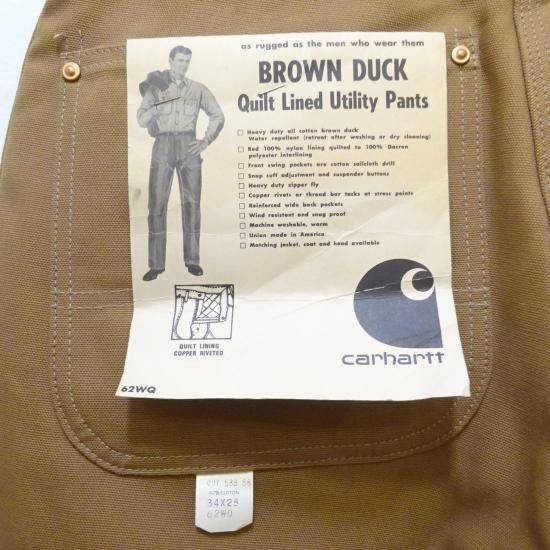 as rugged as the men who wear them
BROWN DUCK
Quilt Lined Utility Pants
Heavy duty all cotton brown duck
Water repellent (retreat after washing or dry cleaning)
Red 100% nylon lining quilted to 100% Dacron
polyester interlining
Front swing pockets are cotton sailcloth drill
Snap cuff adjustment and suspender buttons
Heavy duty zipper fly
Copper rivets or thread bar tacks at stress points
Reinforced wide back pockets
Wind resistant and snag proof
Machine washable, warm
Union made in America
Matching jacket, coat and hood available
QUILT LINING
COPPER RIVETED
carhartt
62WQ
CUT 538 86
34X28
62WQ